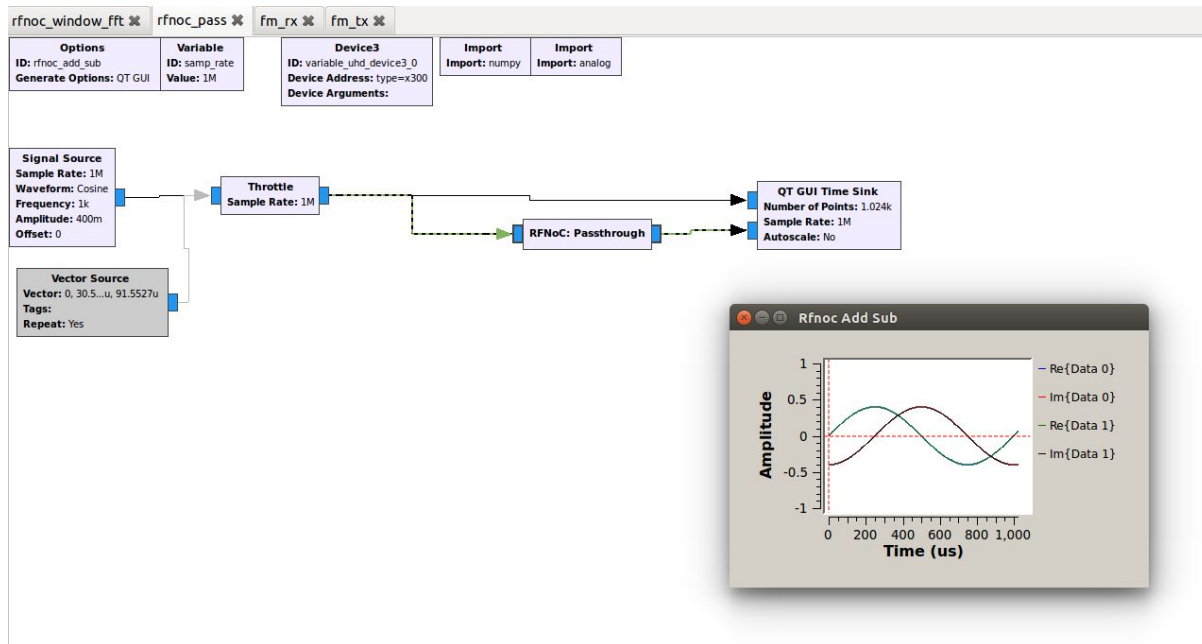 rfnoc_window_fft ✖ rfnoc_pass ✖ fm_rx ✖ fm_tx ✖
Options
ID: rfnoc_add_sub
Generate Options: QT GUI
Variable
ID: samp_rate
Value: 1M
Device3
ID: variable_uhd_device3_0
Device Address: type=x300
Device Arguments:
Import
Import: numpy
Import
Import: analog
Signal Source
Sample Rate: 1M
Waveform: Cosine
Frequency: 1k
Amplitude: 400m
Offset: 0
Throttle
Sample Rate: 1M
RFNoC: Passthrough
QT GUI Time Sink
Number of Points: 1.024k
Sample Rate: 1M
Autoscale: No
Vector Source
Vector: 0, 30.5...u, 91.5527u
Tags:
Repeat: Yes
Rfnoc Add Sub
Amplitude
1
0.5
0
-0.5
-1
0 200 400 600 800 1,000
Time (us)
Re{Data 0}
Im{Data 0}
Re{Data 1}
Im{Data 1}